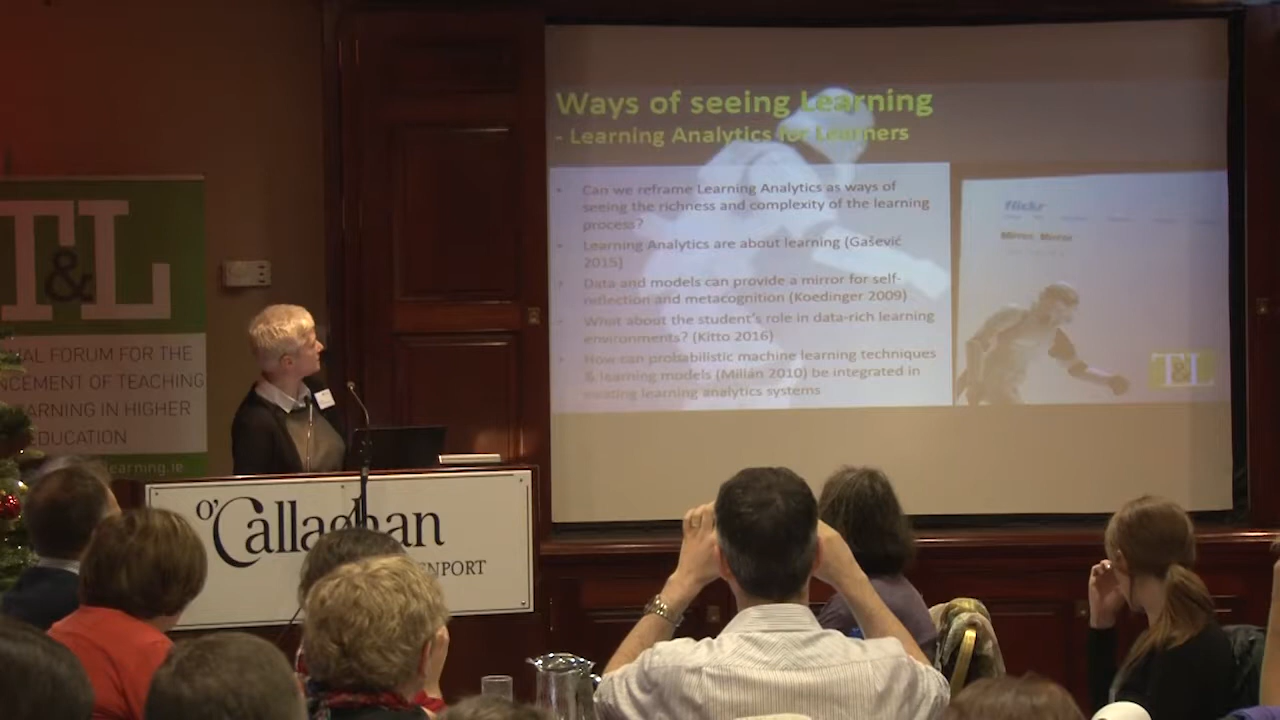 Ways of seeing Learning
- Learning Analytics for Learners
Can we reframe Learning Analytics as ways of
seeing the richness and complexity of the learning
process?
Learning Analytics are about learning (Gašević
2015)
Data and models can provide a mirror for self-
reflection and metacognition (Koedinger 2009)
What about the student's role in data-rich learning
environments? (Kitto 2016)
How can probabilistic machine learning techniques
& learning models (Millán 2010) be integrated in
existing learning analytics systems
flickr
Mirror, Mirror
T&L
T&L
NAL FORUM FOR THE
NCEMENT OF TEACHING
ARNING IN HIGHER
EDUCATION
learning.ie
O'Callaghan
ENPORT